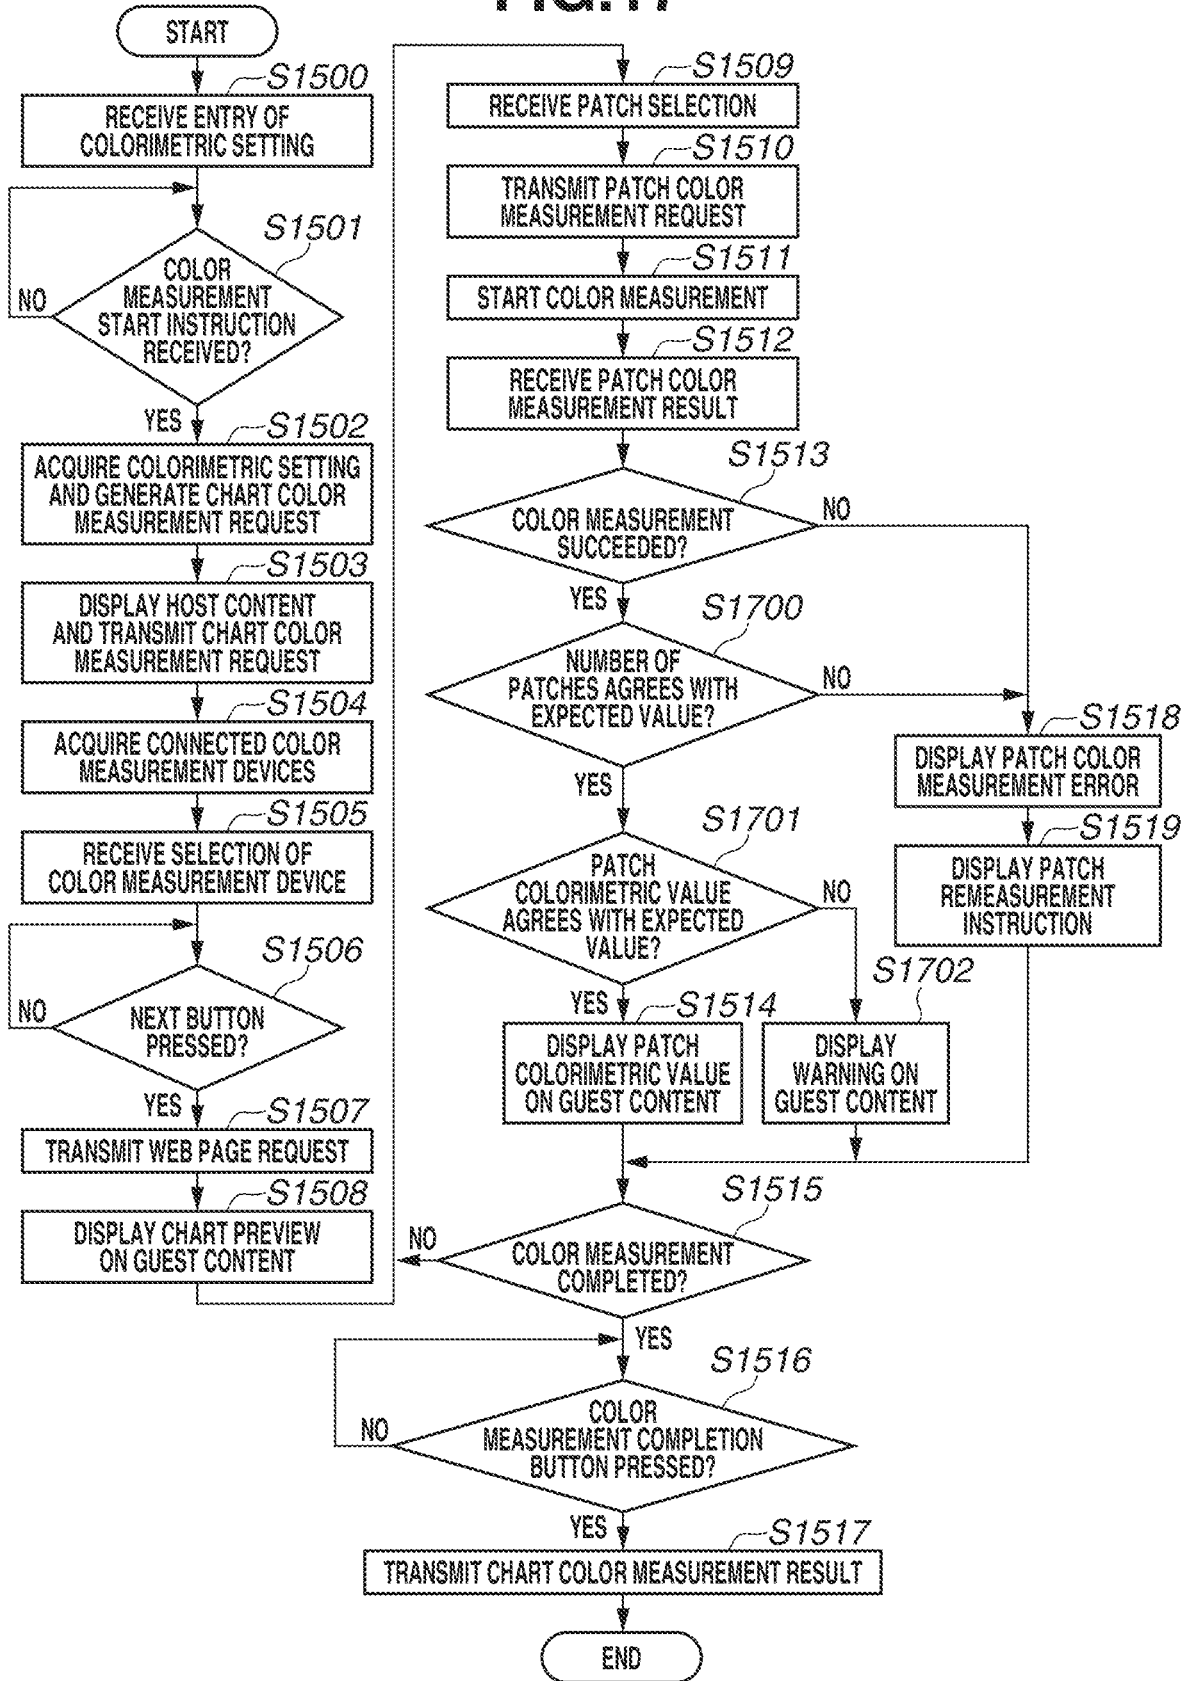 FIG.17
START
S1500
RECEIVE ENTRY OF
COLORIMETRIC SETTING
S1501
COLOR
MEASUREMENT
START INSTRUCTION
RECEIVED?
NO
YES
S1502
ACQUIRE COLORIMETRIC SETTING
AND GENERATE CHART COLOR
MEASUREMENT REQUEST
S1503
DISPLAY HOST CONTENT
AND TRANSMIT CHART COLOR
MEASUREMENT REQUEST
S1504
ACQUIRE CONNECTED COLOR
MEASUREMENT DEVICES
S1505
RECEIVE SELECTION OF
COLOR MEASUREMENT DEVICE
S1506
NEXT BUTTON
PRESSED?
NO
YES
S1507
TRANSMIT WEB PAGE REQUEST
S1508
DISPLAY CHART PREVIEW
ON GUEST CONTENT
S1509
RECEIVE PATCH SELECTION
S1510
TRANSMIT PATCH COLOR
MEASUREMENT REQUEST
S1511
START COLOR MEASUREMENT
S1512
RECEIVE PATCH COLOR
MEASUREMENT RESULT
S1513
COLOR MEASUREMENT
SUCCEEDED?
NO
YES
S1700
NUMBER OF
PATCHES AGREES WITH
EXPECTED VALUE?
NO
YES
S1518
DISPLAY PATCH COLOR
MEASUREMENT ERROR
S1519
DISPLAY PATCH
REMEASUREMENT
INSTRUCTION
S1701
PATCH
COLORIMETRIC VALUE
AGREES WITH EXPECTED
VALUE?
NO
YES
S1702
DISPLAY
WARNING ON
GUEST CONTENT
S1514
DISPLAY PATCH
COLORIMETRIC VALUE
ON GUEST CONTENT
S1515
COLOR MEASUREMENT
COMPLETED?
NO
YES
S1516
COLOR
MEASUREMENT COMPLETION
BUTTON PRESSED?
NO
YES
S1517
TRANSMIT CHART COLOR MEASUREMENT RESULT
END